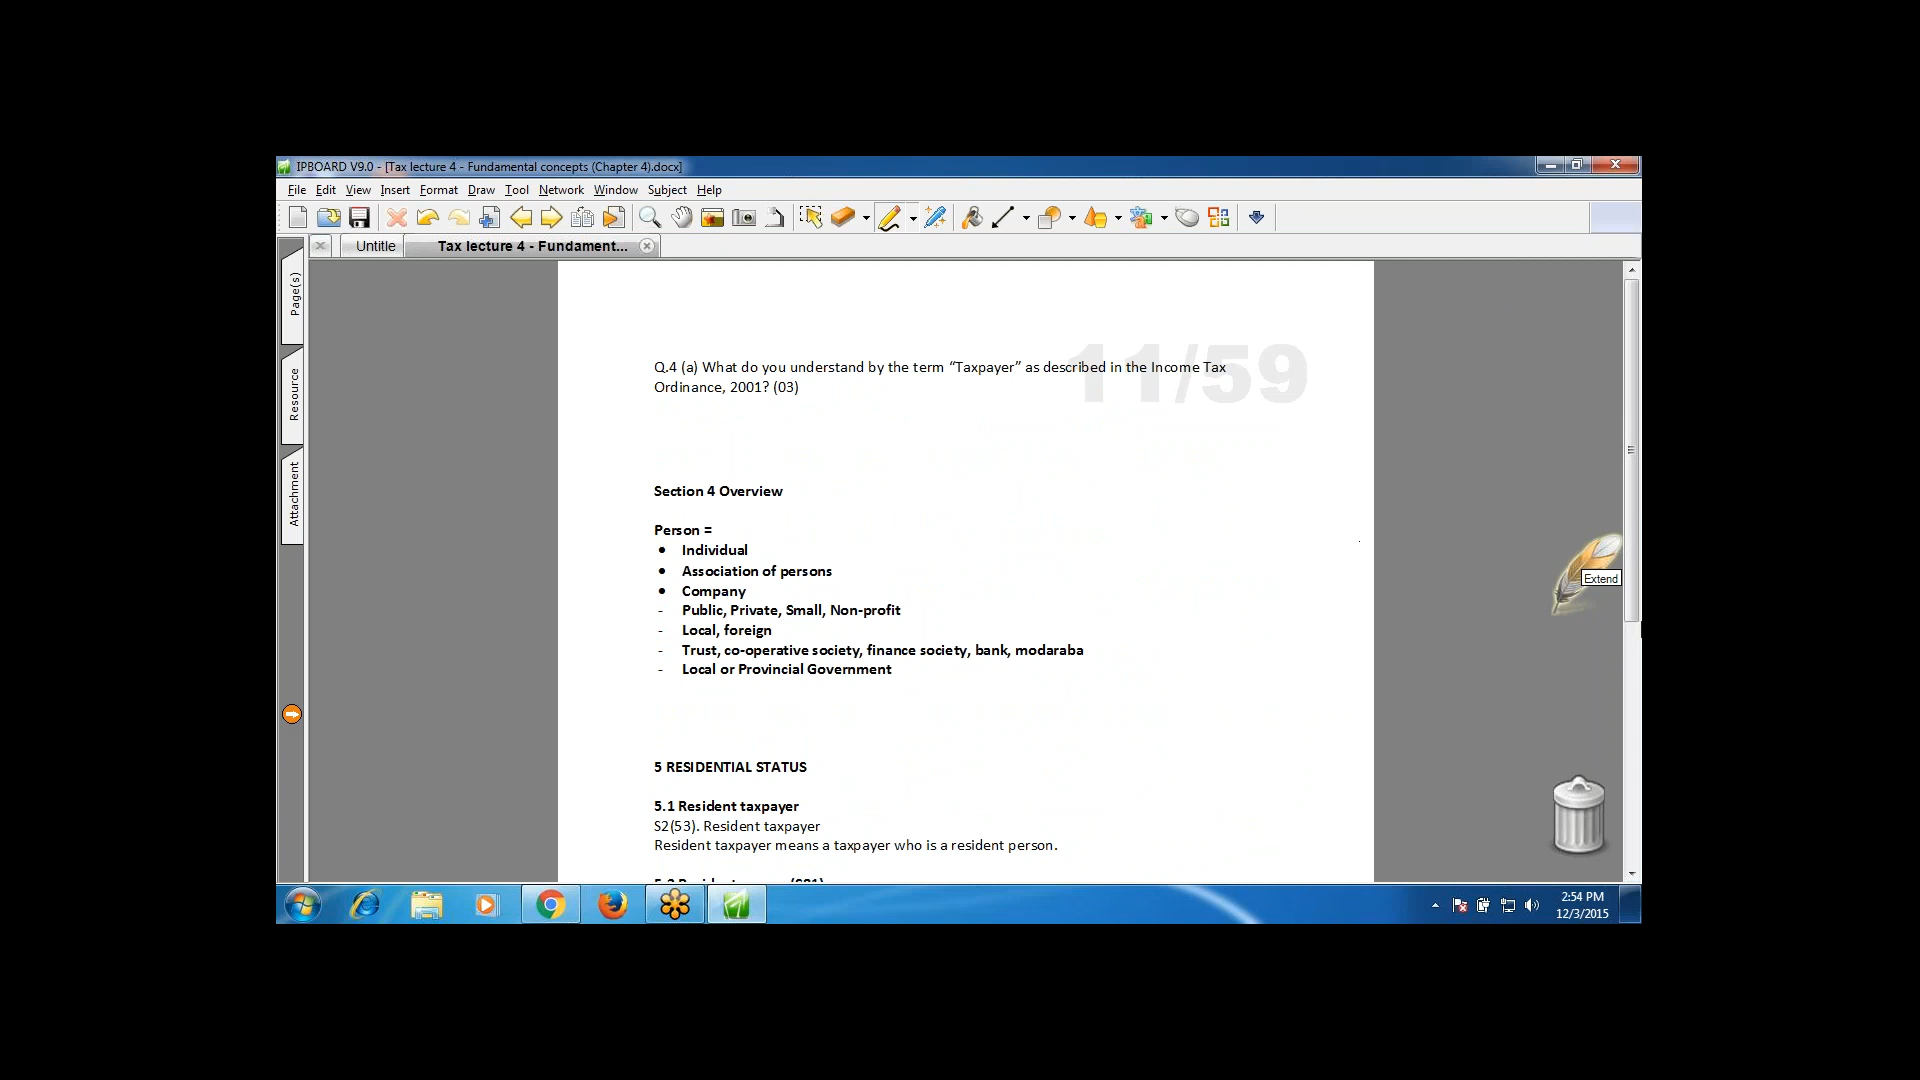 IPBOARD V9.0 - [Tax lecture 4 - Fundamental concepts (Chapter 4).docx]
File Edit View Insert Format Draw Tool Network Window Subject Help
Untitle Tax lecture 4 - Fundament...
Page(s)
Resource
Attachment
11/59
Q.4 (a) What do you understand by the term “Taxpayer” as described in the Income Tax
Ordinance, 2001? (03)
Section 4 Overview
Person =
• Individual
• Association of persons
• Company
- Public, Private, Small, Non-profit
- Local, foreign
- Trust, co-operative society, finance society, bank, modaraba
- Local or Provincial Government
Extend
5 RESIDENTIAL STATUS
5.1 Resident taxpayer
S2(53). Resident taxpayer
Resident taxpayer means a taxpayer who is a resident person.
2:54 PM
12/3/2015